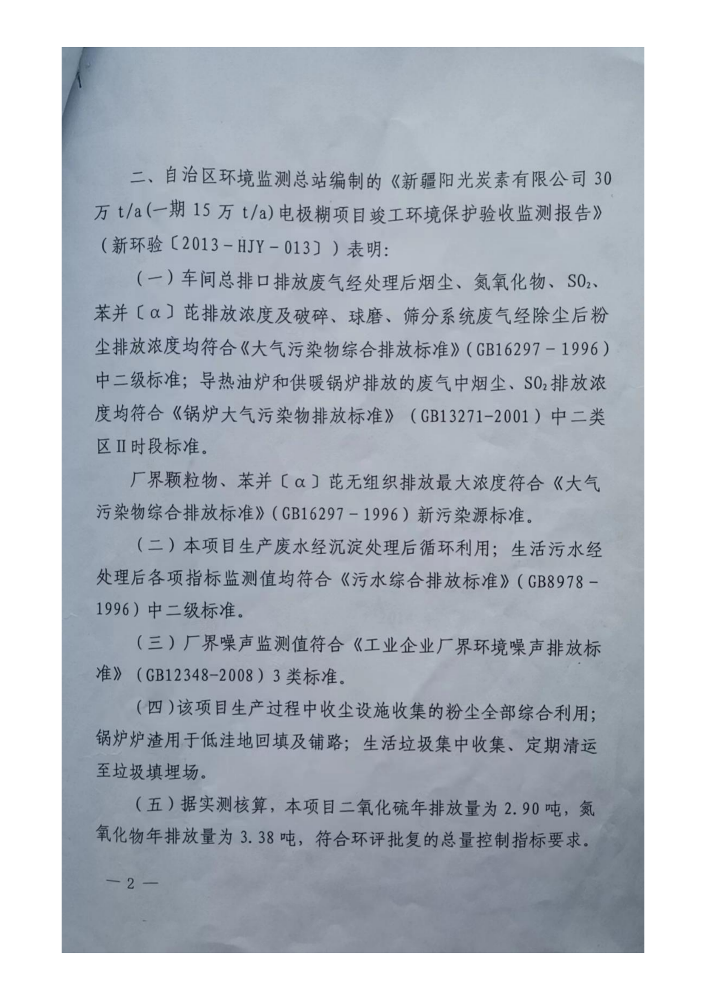 二、自治区环境监测总站编制的《新疆阳光炭素有限公司 30
万 t/a(一期 15 万 t/a)电极糊项目竣工环境保护验收监测报告》
（新环验〔2013－HJY－013〕）表明：
（一）车间总排口排放废气经处理后烟尘、氮氧化物、SO₂、
苯并〔α〕芘排放浓度及破碎、球磨、筛分系统废气经除尘后粉
尘排放浓度均符合《大气污染物综合排放标准》（GB16297－1996）
中二级标准；导热油炉和供暖锅炉排放的废气中烟尘、SO₂排放浓
度均符合《锅炉大气污染物排放标准》（GB13271-2001）中二类
区Ⅱ时段标准。
厂界颗粒物、苯并〔α〕芘无组织排放最大浓度符合《大气
污染物综合排放标准》（GB16297－1996）新污染源标准。
（二）本项目生产废水经沉淀处理后循环利用；生活污水经
处理后各项指标监测值均符合《污水综合排放标准》（GB8978－
1996）中二级标准。
（三）厂界噪声监测值符合《工业企业厂界环境噪声排放标
准》（GB12348-2008）3 类标准。
（四）该项目生产过程中收尘设施收集的粉尘全部综合利用；
锅炉炉渣用于低洼地回填及铺路；生活垃圾集中收集、定期清运
至垃圾填埋场。
（五）据实测核算，本项目二氧化硫年排放量为 2.90 吨，氮
氧化物年排放量为 3.38 吨，符合环评批复的总量控制指标要求。
— 2 —